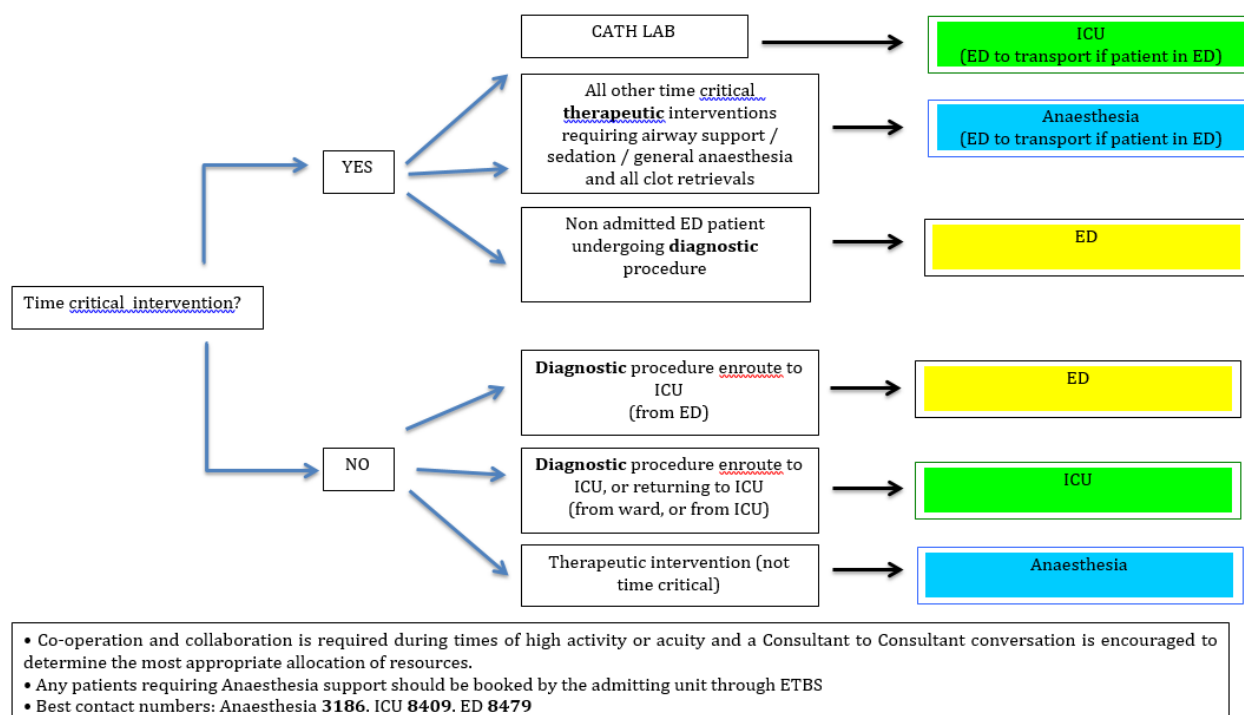 CATH LAB
ICU
(ED to transport if patient in ED)
All other time critical
therapeutic interventions
requiring airway support /
sedation / general anaesthesia
and all clot retrievals
Anaesthesia
(ED to transport if patient in ED)
YES
Non admitted ED patient
undergoing diagnostic
procedure
ED
Time critical intervention?
Diagnostic procedure enroute to
ICU
(from ED)
ED
NO
Diagnostic procedure enroute to
ICU, or returning to ICU
(from ward, or from ICU)
ICU
Therapeutic intervention (not
time critical)
Anaesthesia
• Co-operation and collaboration is required during times of high activity or acuity and a Consultant to Consultant conversation is encouraged to
determine the most appropriate allocation of resources.
• Any patients requiring Anaesthesia support should be booked by the admitting unit through ETBS
• Best contact numbers: Anaesthesia 3186, ICU 8409, ED 8479